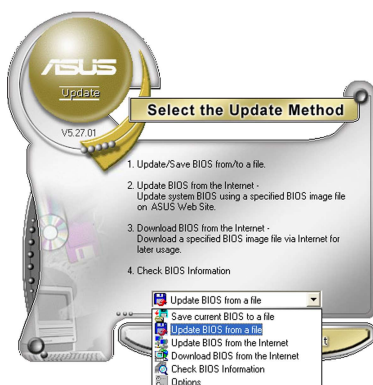 ASUS
Update
V5.27.01
Select the Update Method
1. Update/Save BIOS from/to a file.
2. Update BIOS from the Internet -
Update system BIOS using a specified BIOS image file
on ASUS Web Site.
3. Download BIOS from the Internet -
Download a specified BIOS image file via Internet for
later usage.
4. Check BIOS Information
Update BIOS from a file
Save current BIOS to a file
Update BIOS from a file
Update BIOS from the Internet
Download BIOS from the Internet
Check BIOS Information
Options